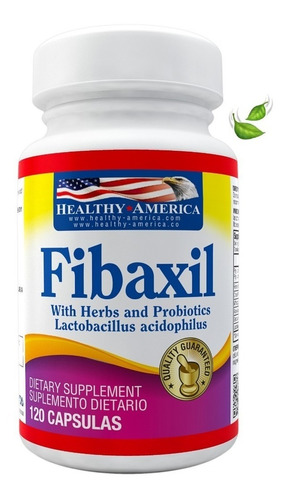 HEALTHY★AMERICA
www.healthy-america.com
www.healthy-america.co
Fibaxil
With Herbs and Probiotics
Lactobacillus acidophilus
QUALITY GUARANTEED
DIETARY SUPPLEMENT
SUPLEMENTO DIETARIO
120 CAPSULAS